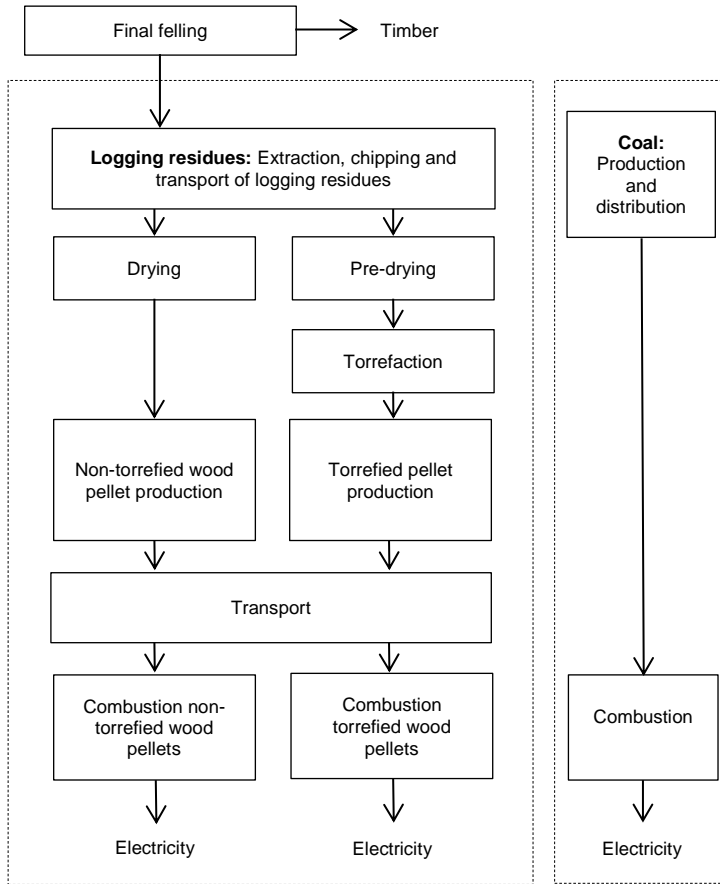 Final felling
Timber
Logging residues: Extraction, chipping and
transport of logging residues
Coal:
Production
and
distribution
Drying
Pre-drying
Torrefaction
Non-torrefied wood
pellet production
Torrefied pellet
production
Transport
Combustion non-
torrefied wood
pellets
Combustion
torrefied wood
pellets
Combustion
Electricity
Electricity
Electricity